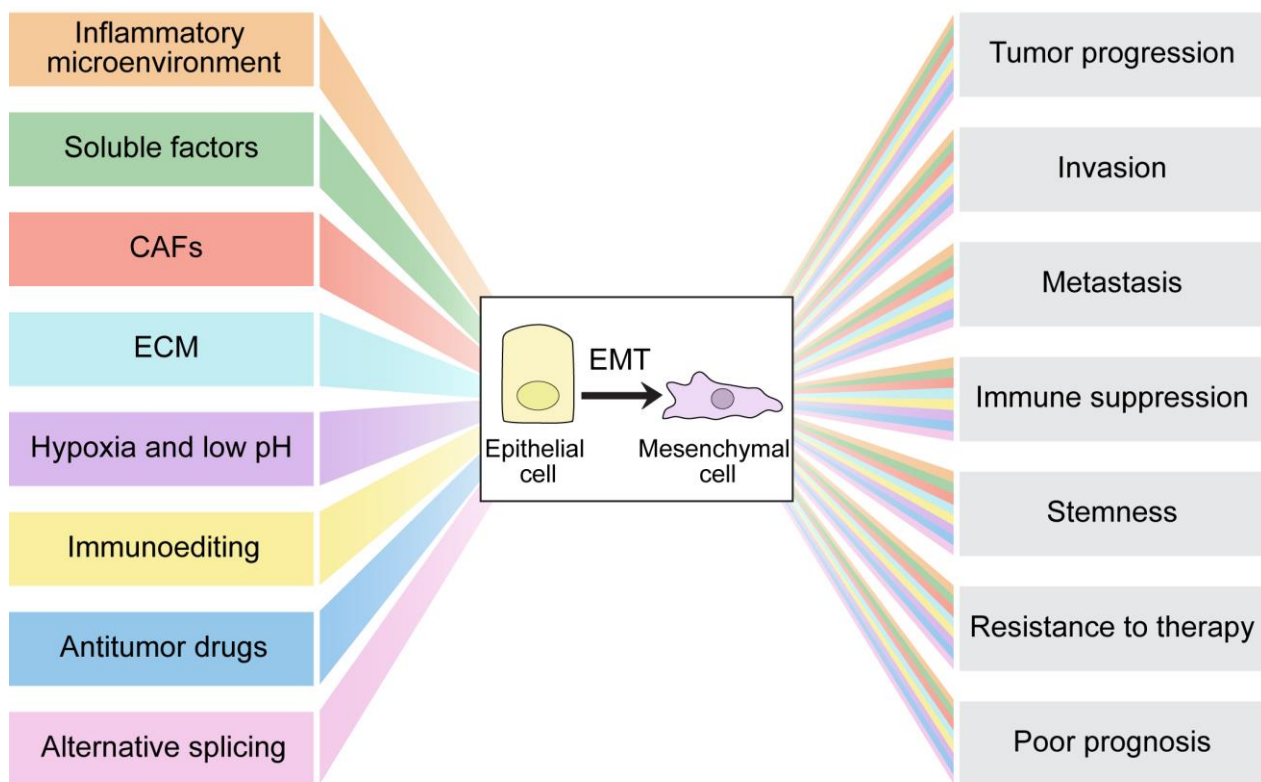 Inflammatory
microenvironment
Soluble factors
CAFs
ECM
Hypoxia and low pH
Immunoediting
Antitumor drugs
Alternative splicing
EMT
Epithelial
cell
Mesenchymal
cell
Tumor progression
Invasion
Metastasis
Immune suppression
Stemness
Resistance to therapy
Poor prognosis